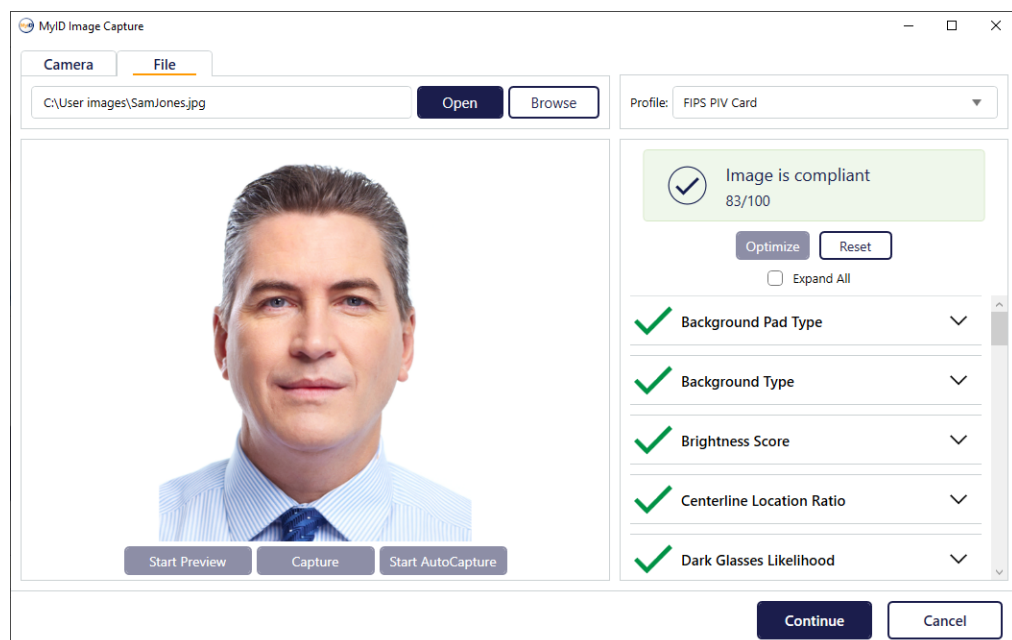 MyID Image Capture
Camera File
C:\User images\SamJones.jpg Open Browse Profile: FIPS PIV Card
Image is compliant
83/100
Optimize Reset
Expand All
Background Pad Type
Background Type
Brightness Score
Centerline Location Ratio
Dark Glasses Likelihood
Start Preview Capture Start AutoCapture
Continue Cancel